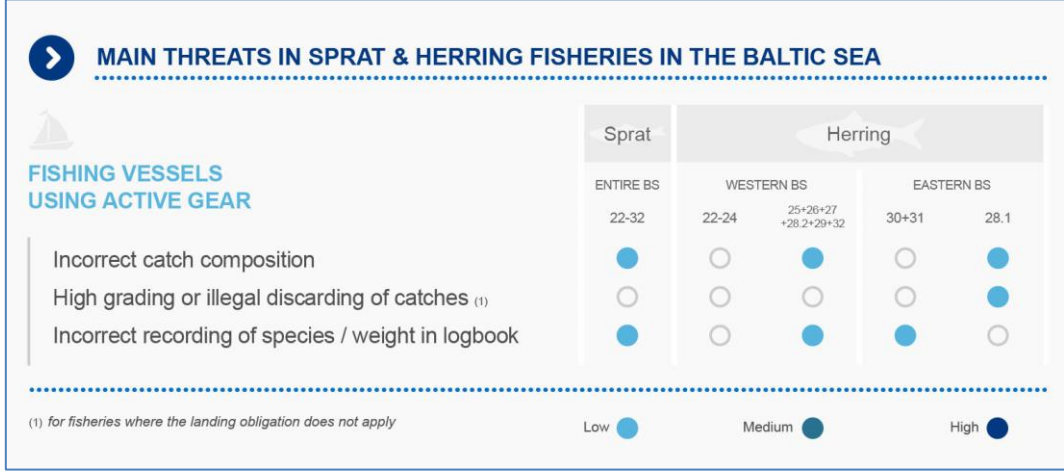 MAIN THREATS IN SPRAT & HERRING FISHERIES IN THE BALTIC SEA
Sprat Herring
FISHING VESSELS
USING ACTIVE GEAR
ENTIRE BS WESTERN BS EASTERN BS
22-32 22-24 25+26+27
+28.2+29+32 30+31 28.1
Incorrect catch composition
High grading or illegal discarding of catches (1)
Incorrect recording of species / weight in logbook
(1) for fisheries where the landing obligation does not apply
Low Medium High